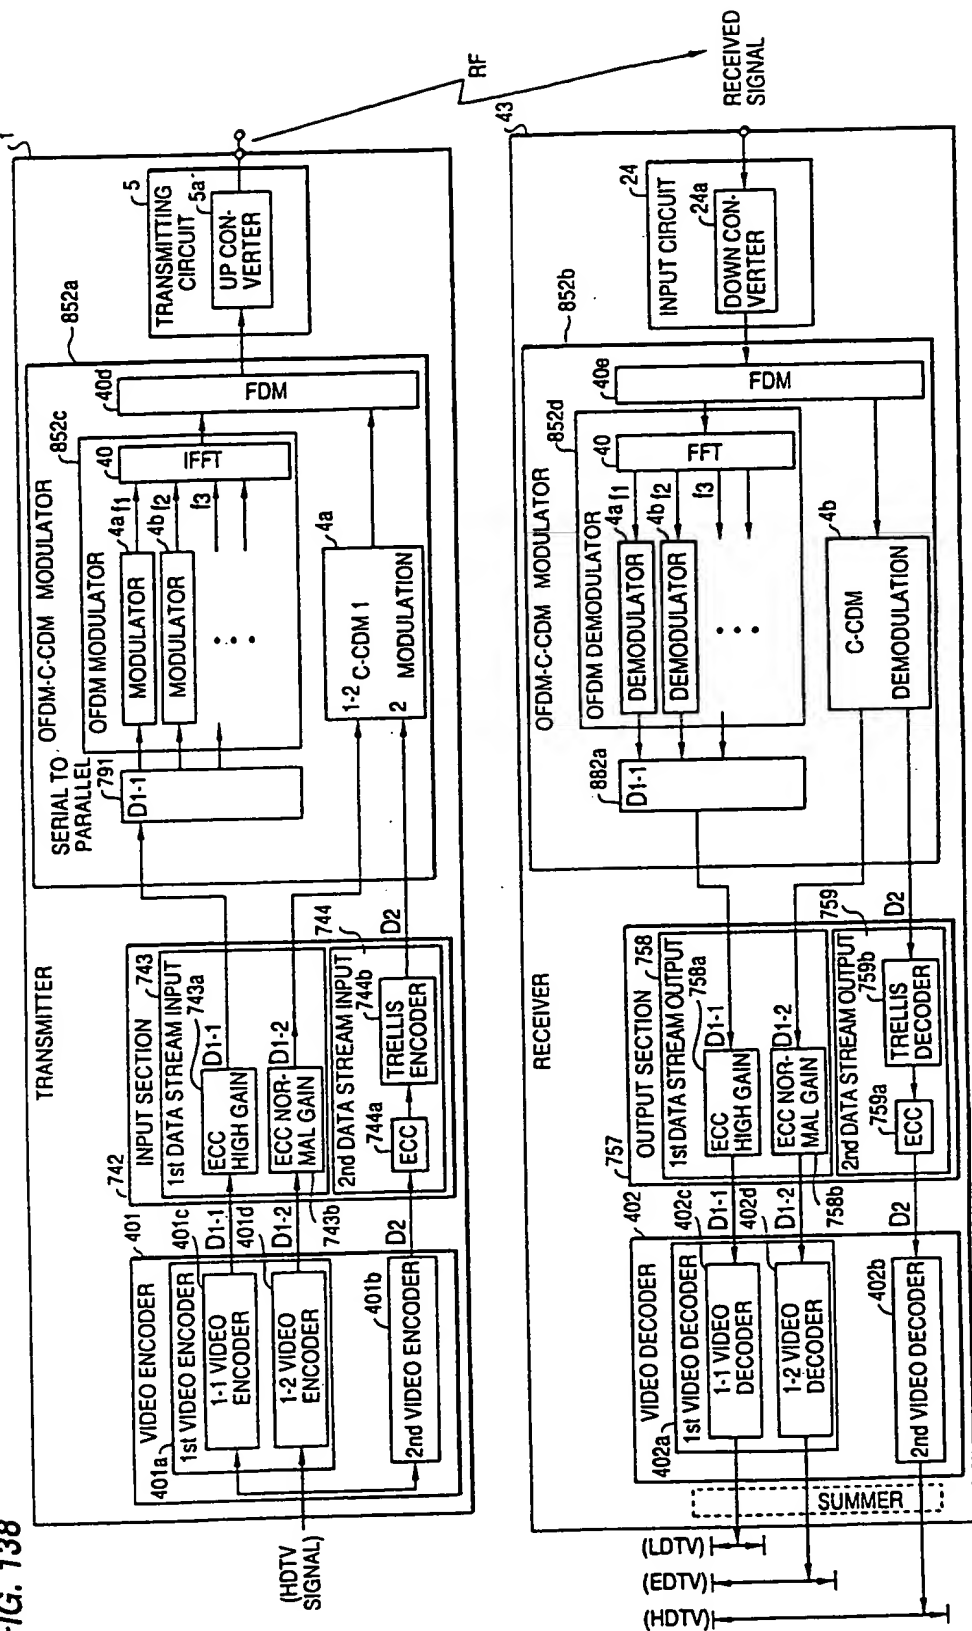 FIG. 138
TRANSMITTER
1
VIDEO ENCODER
401
401a
1st VIDEO ENCODER
401c
1-1 VIDEO
ENCODER
D1-1
401d
1-2 VIDEO
ENCODER
D1-2
401b
2nd VIDEO ENCODER
D2
(HDTV
SIGNAL)
742
INPUT SECTION
743
1st DATA STREAM INPUT
743a
ECC
HIGH GAIN
D1-1
ECC NOR-
MAL GAIN
D1-2
743b
744
2nd DATA STREAM INPUT
744a
ECC
744b
TRELLIS
ENCODER
D2
SERIAL TO
PARALLEL
791
D1-1
OFDM-C-CDM MODULATOR
852a
OFDM MODULATOR
852c
MODULATOR
4a
f1
MODULATOR
4b
f2
f3
40
IFFT
40d
FDM
4a
1-2
C-CDM 1
2
MODULATION
5
TRANSMITTING
CIRCUIT
5a
UP CON-
VERTER
RF
RECEIVED
SIGNAL
RECEIVER
43
INPUT CIRCUIT
24
24a
DOWN CON-
VERTER
OFDM-C-CDM MODULATOR
852b
OFDM DEMODULATOR
852d
DEMODULATOR
4a
f1
DEMODULATOR
4b
f2
f3
40
FFT
40e
FDM
882a
D1-1
4b
C-CDM
DEMODULATION
757
OUTPUT SECTION
758
1st DATA STREAM OUTPUT
758a
ECC
HIGH GAIN
D1-1
ECC NOR-
MAL GAIN
D1-2
758b
759
2nd DATA STREAM OUTPUT
759a
ECC
759b
TRELLIS
DECODER
D2
VIDEO DECODER
402
402a
1st VIDEO DECODER
402c
1-1 VIDEO
DECODER
D1-1
402d
1-2 VIDEO
DECODER
D1-2
402b
2nd VIDEO DECODER
D2
SUMMER
(LDTV)
(EDTV)
(HDTV)